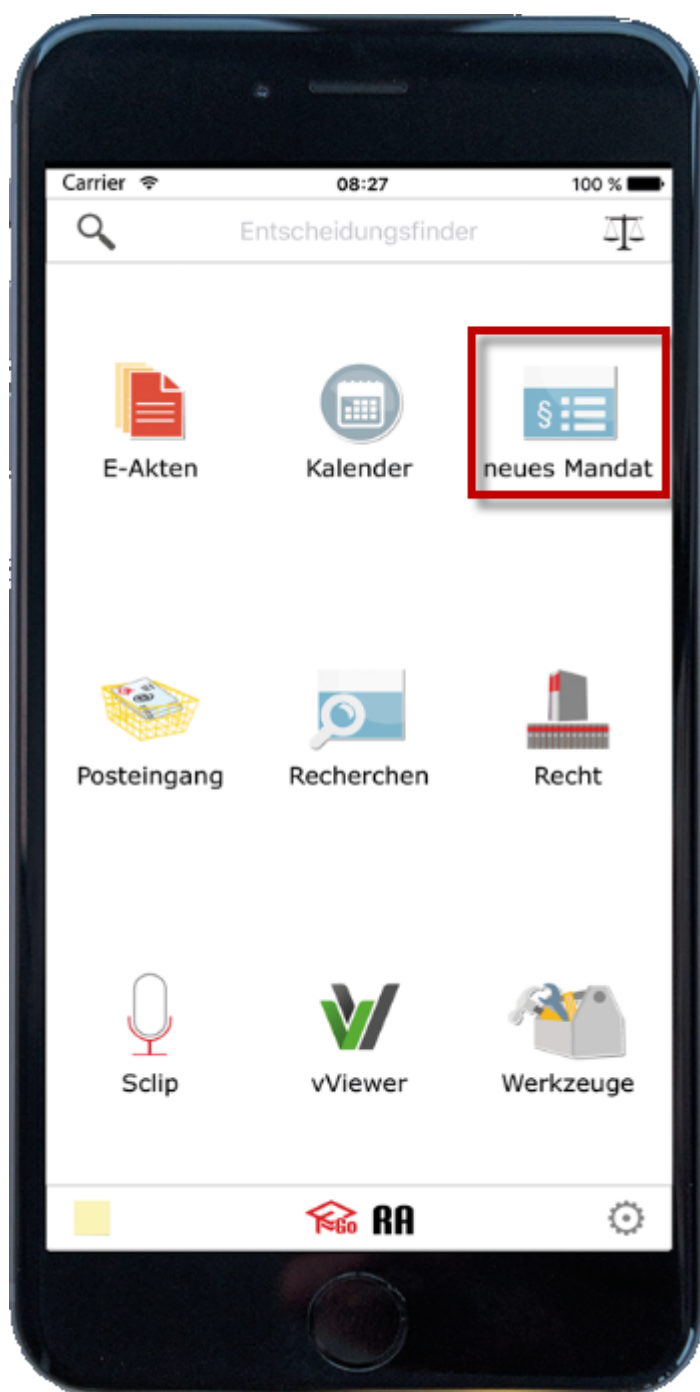 Carrier 08:27 100 %
Entscheidungsfinder
§
E-Akten Kalender neues Mandat
Posteingang Recherchen Recht
Sclip vViewer Werkzeuge
Go RA